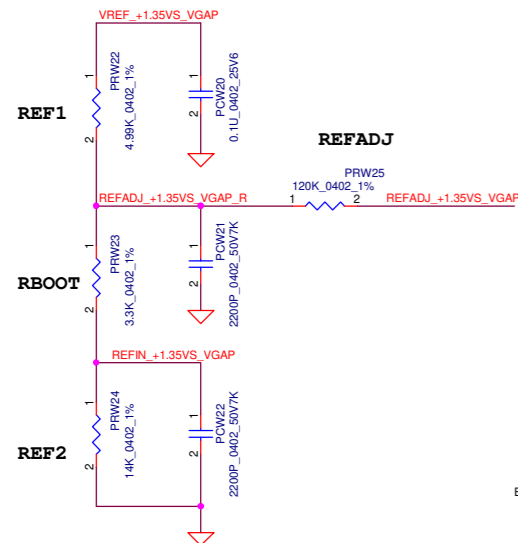 VREF_+1.35VS_VGAP
1
PRW22
4.99K_0402_1%
2
REF1
1
PCW20
0.1U_0402_25V6
2
REFADJ
PRW25
120K_0402_1%
1
2
REFADJ_+1.35VS_VGAP_R
REFADJ_+1.35VS_VGAP
1
PRW23
3.3K_0402_1%
2
RBOOT
1
PCW21
2200P_0402_50V7K
2
REFIN_+1.35VS_VGAP
1
PRW24
14K_0402_1%
2
REF2
1
PCW22
2200P_0402_50V7K
2